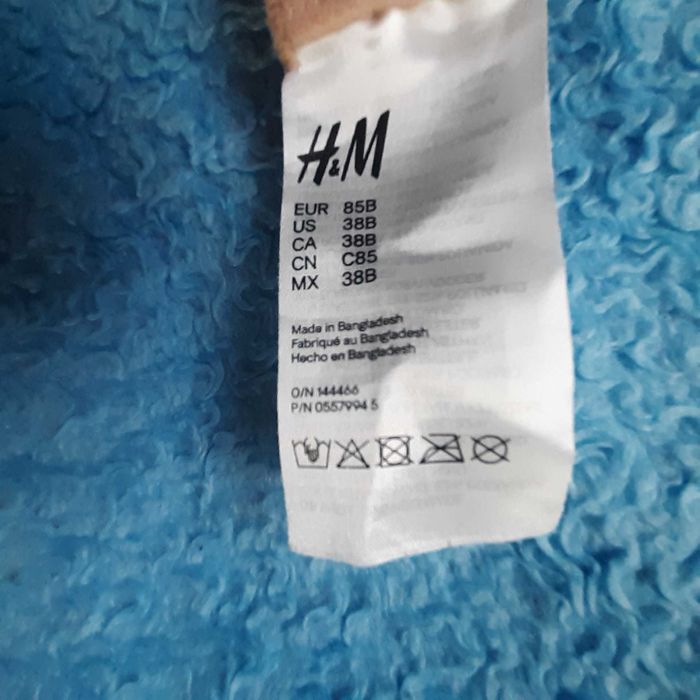 H&M
EUR 85B
US 38B
CA 38B
CN C85
MX 38B
Made in Bangladesh
Fabriqué au Bangladesh
Hecho en Bangladesh
O/N 144466
P/N 0557994 5